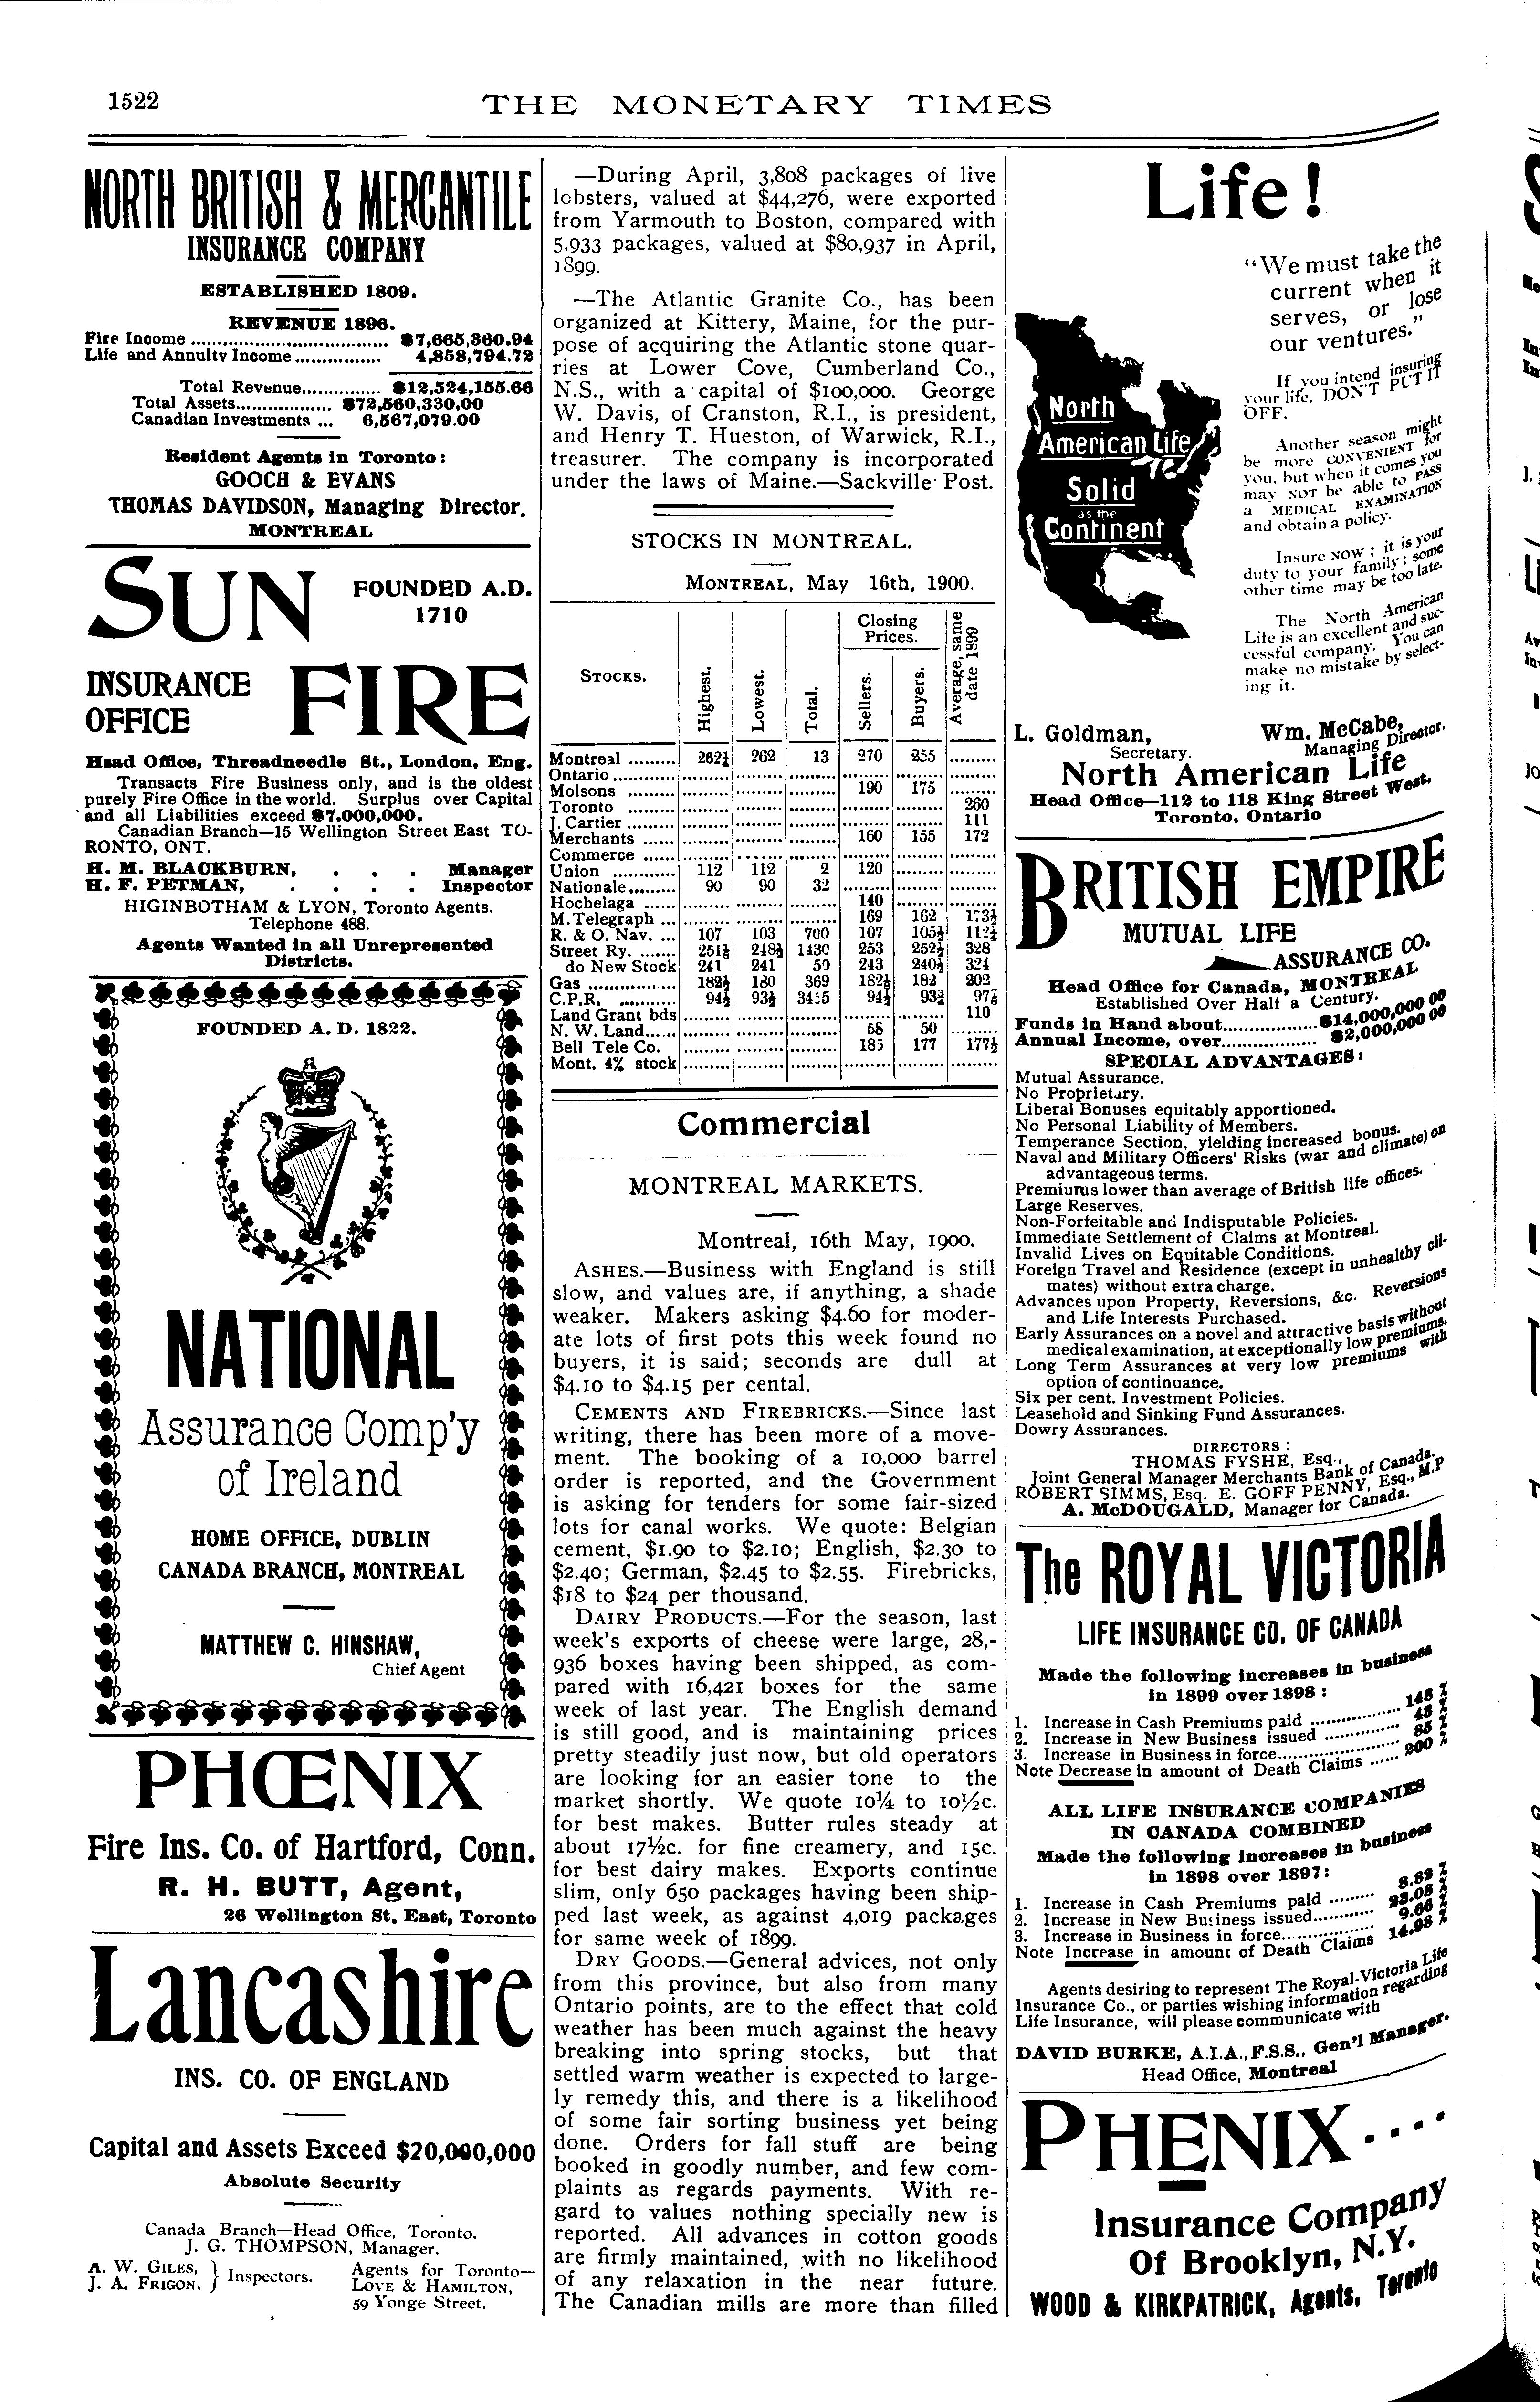 1522
THE MONETARY TIMES
NORTH BRITISH & MERCANTILE
INSURANCE COMPANY
ESTABLISHED 1809.
REVENUE 1896.
Fire Income .................................... $7,665,360.94
Life and Annuity Income................ 4,858,794.72
Total Revenue............. $12,524,155.66
Total Assets.................. $72,560,330,00
Canadian Investments ... 6,567,079.00
Resident Agents in Toronto:
GOOCH & EVANS
THOMAS DAVIDSON, Managing Director,
MONTREAL
SUN
FOUNDED A.D.
1710
INSURANCE
OFFICE
FIRE
Head Office, Threadneedle St., London, Eng.
Transacts Fire Business only, and is the oldest
purely Fire Office in the world. Surplus over Capital
and all Liabilities exceed $7,000,000.
Canadian Branch—15 Wellington Street East TO-
RONTO, ONT.
H. M. BLACKBURN, . . . Manager
H. F. PETMAN, . . . . Inspector
HIGINBOTHAM & LYON, Toronto Agents.
Telephone 488.
Agents Wanted in all Unrepresented
Districts.
FOUNDED A. D. 1822.
NATIONAL
Assurance Comp'y
of Ireland
HOME OFFICE, DUBLIN
CANADA BRANCH, MONTREAL
MATTHEW C. HINSHAW,
Chief Agent
PHŒNIX
Fire Ins. Co. of Hartford, Conn.
R. H. BUTT, Agent,
26 Wellington St. East, Toronto
Lancashire
INS. CO. OF ENGLAND
Capital and Assets Exceed $20,000,000
Absolute Security
Canada Branch—Head Office, Toronto.
J. G. THOMPSON, Manager.
A. W. GILES, } Inspectors.
J. A. FRIGON,
Agents for Toronto—
LOVE & HAMILTON,
59 Yonge Street.
—During April, 3,808 packages of live
lobsters, valued at $44,276, were exported
from Yarmouth to Boston, compared with
5,933 packages, valued at $80,937 in April,
1899.
—The Atlantic Granite Co., has been
organized at Kittery, Maine, for the pur-
pose of acquiring the Atlantic stone quar-
ries at Lower Cove, Cumberland Co.,
N.S., with a capital of $100,000. George
W. Davis, of Cranston, R.I., is president,
and Henry T. Hueston, of Warwick, R.I.,
treasurer. The company is incorporated
under the laws of Maine.—Sackville Post.
STOCKS IN MONTREAL.
MONTREAL, May 16th, 1900.
STOCKS. Highest. Lowest. Total. Closing Prices. Sellers. Buyers. Average, same date 1899
Montreal ......... 262½ 262 13 270 255 .........
Ontario ............
Molsons ......... 190 175 .........
Toronto ......... 260
J. Cartier ......... 111
Merchants ...... 160 155 172
Commerce ......
Union ............ 112 112 2 120
Nationale......... 90 90 32
Hochelaga ...... 140
M. Telegraph ... 169 162 173½
R. & O. Nav. ... 107 103 700 107 105½ 112½
Street Ry. ....... 251½ 248½ 1430 253 252½ 328
do New Stock 241 241 50 243 240½ 324
Gas ................ 182½ 180 369 182½ 182 202
C.P.R. ............ 94½ 93½ 94½ 93¾ 97⅞
Land Grant bds 110
N. W. Land...... 58 50
Bell Tele Co. 185 177 177½
Mont. 4% stock
Commercial
MONTREAL MARKETS.
Montreal, 16th May, 1900.
ASHES.—Business with England is still
slow, and values are, if anything, a shade
weaker. Makers asking $4.60 for moder-
ate lots of first pots this week found no
buyers, it is said; seconds are dull at
$4.10 to $4.15 per cental.
CEMENTS AND FIREBRICKS.—Since last
writing, there has been more of a move-
ment. The booking of a 10,000 barrel
order is reported, and the Government
is asking for tenders for some fair-sized
lots for canal works. We quote: Belgian
cement, $1.90 to $2.10; English, $2.30 to
$2.40; German, $2.45 to $2.55. Firebricks,
$18 to $24 per thousand.
DAIRY PRODUCTS.—For the season, last
week's exports of cheese were large, 28,-
936 boxes having been shipped, as com-
pared with 16,421 boxes for the same
week of last year. The English demand
is still good, and is maintaining prices
pretty steadily just now, but old operators
are looking for an easier tone to the
market shortly. We quote 10¼ to 10½c.
for best makes. Butter rules steady at
about 17½c. for fine creamery, and 15c.
for best dairy makes. Exports continue
slim, only 650 packages having been ship-
ped last week, as against 4,019 packages
for same week of 1899.
DRY GOODS.—General advices, not only
from this province, but also from many
Ontario points, are to the effect that cold
weather has been much against the heavy
breaking into spring stocks, but that
settled warm weather is expected to large-
ly remedy this, and there is a likelihood
of some fair sorting business yet being
done. Orders for fall stuff are being
booked in goodly number, and few com-
plaints as regards payments. With re-
gard to values nothing specially new is
reported. All advances in cotton goods
are firmly maintained, with no likelihood
of any relaxation in the near future.
The Canadian mills are more than filled
Life!
"We must take the
current when it
serves, or lose
our ventures."
North
American Life
Solid
as the
Continent
If you intend insuring
your life, DON'T PUT IT
OFF.
Another season might
be more CONVENIENT for
you, but when it comes you
may NOT be able to PASS
a MEDICAL EXAMINATION
and obtain a policy.
Insure NOW; it is your
duty to your family; some
other time may be too late.
The North American
Life is an excellent and suc-
cessful company. You can
make no mistake by select-
ing it.
L. Goldman,
Secretary.
Wm. McCabe,
Managing Director.
North American Life
Head Office—112 to 118 King Street West,
Toronto, Ontario
BRITISH EMPIRE
MUTUAL LIFE
ASSURANCE CO.
Head Office for Canada, MONTREAL
Established Over Half a Century.
Funds in Hand about.................$14,000,000 00
Annual Income, over................. $2,000,000 00
SPECIAL ADVANTAGES:
Mutual Assurance.
No Proprietary.
Liberal Bonuses equitably apportioned.
No Personal Liability of Members.
Temperance Section, yielding increased bonus.
Naval and Military Officers' Risks (war and climate) on
advantageous terms.
Premiums lower than average of British life offices.
Large Reserves.
Non-Forfeitable and Indisputable Policies.
Immediate Settlement of Claims at Montreal.
Invalid Lives on Equitable Conditions.
Foreign Travel and Residence (except in unhealthy cli-
mates) without extra charge.
Advances upon Property, Reversions, &c. Reversions
and Life Interests Purchased.
Early Assurances on a novel and attractive basis without
medical examination, at exceptionally low premiums.
Long Term Assurances at very low premiums with
option of continuance.
Six per cent. Investment Policies.
Leasehold and Sinking Fund Assurances.
Dowry Assurances.
DIRECTORS:
THOMAS FYSHE, Esq.,
Joint General Manager Merchants Bank of Canada.
ROBERT SIMMS, Esq. E. GOFF PENNY, Esq., M.P
A. McDOUGALD, Manager for Canada.
The ROYAL VICTORIA
LIFE INSURANCE CO. OF CANADA
Made the following increases in business
in 1899 over 1898:
1. Increase in Cash Premiums paid .................. 148 %
2. Increase in New Business issued ............... 43 %
3. Increase in Business in force........................ 85 %
Note Decrease in amount of Death Claims ...... 200 %
ALL LIFE INSURANCE COMPANIES
IN CANADA COMBINED
Made the following increases in business
in 1898 over 1897:
1. Increase in Cash Premiums paid ......... 8.82 %
2. Increase in New Business issued............ 23.08 %
3. Increase in Business in force.................. 9.66 %
Note Increase in amount of Death Claims 14.98 %
Agents desiring to represent The Royal-Victoria Life
Insurance Co., or parties wishing information regarding
Life Insurance, will please communicate with
DAVID BURKE, A.I.A., F.S.S., Gen'l Manager.
Head Office, Montreal
PHENIX....
Insurance Company
Of Brooklyn, N.Y.
WOOD & KIRKPATRICK, Agents, Toronto